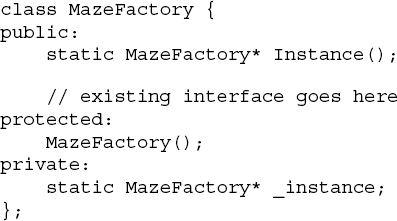 class MazeFactory {
public:
    static MazeFactory* Instance();

    // existing interface goes here
protected:
    MazeFactory();
private:
    static MazeFactory* _instance;
};